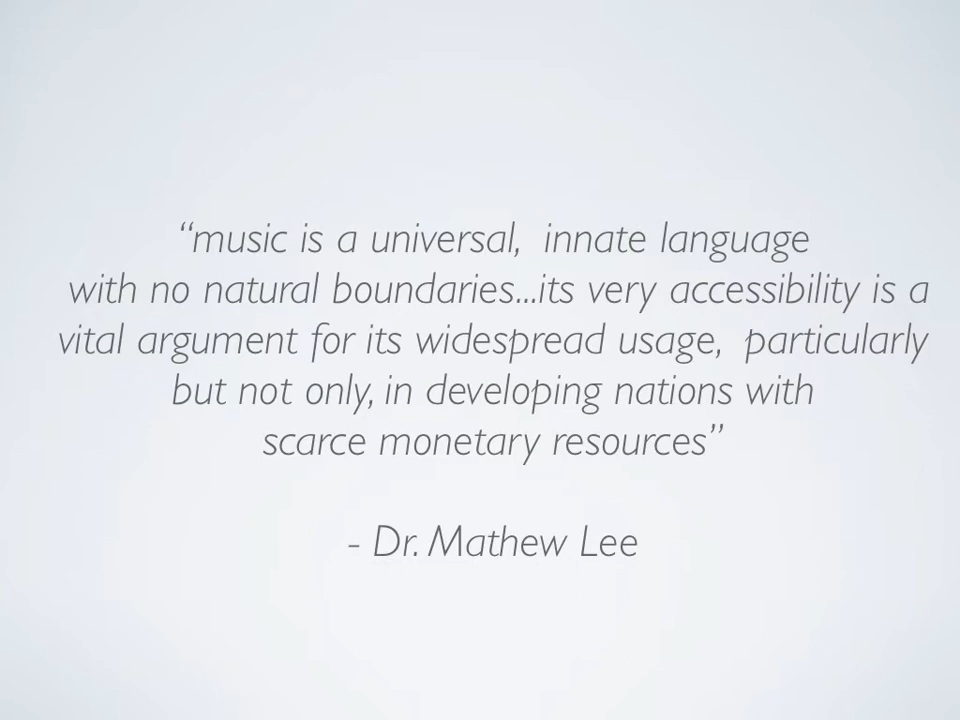 “music is a universal,  innate language
with no natural boundaries...its very accessibility is a
vital argument for its widespread usage,  particularly
but not only, in developing nations with
scarce monetary resources”
- Dr. Mathew Lee